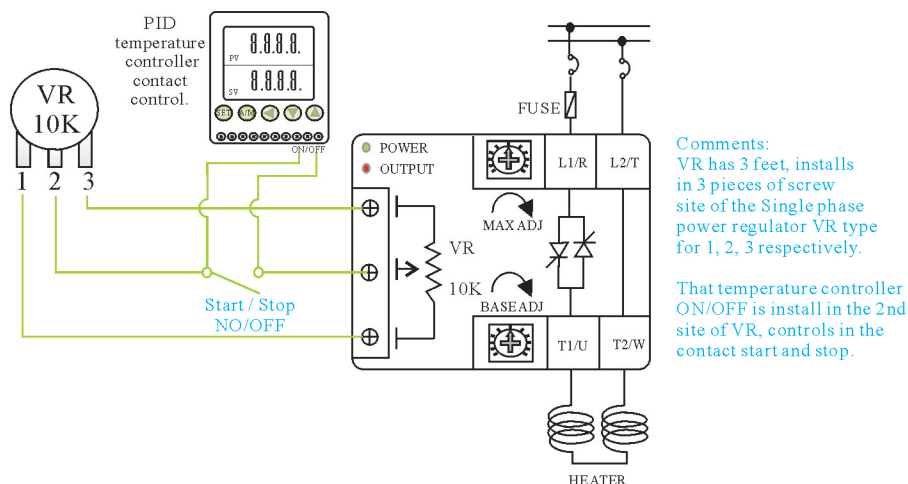 PID
temperature
controller
contact
control.
8.8.8.8.
PV
8.8.8.8.
SV
SET A/M
ON/OFF
VR
10K
1 2 3
Start / Stop
NO/OFF
POWER
OUTPUT
FUSE
L1/R L2/T
MAX ADJ
VR
10K
BASE ADJ
T1/U T2/W
HEATER
Comments:
VR has 3 feet, installs
in 3 pieces of screw
site of the Single phase
power regulator VR type
for 1, 2, 3 respectively.
That temperature controller
ON/OFF is install in the 2nd
site of VR, controls in the
contact start and stop.